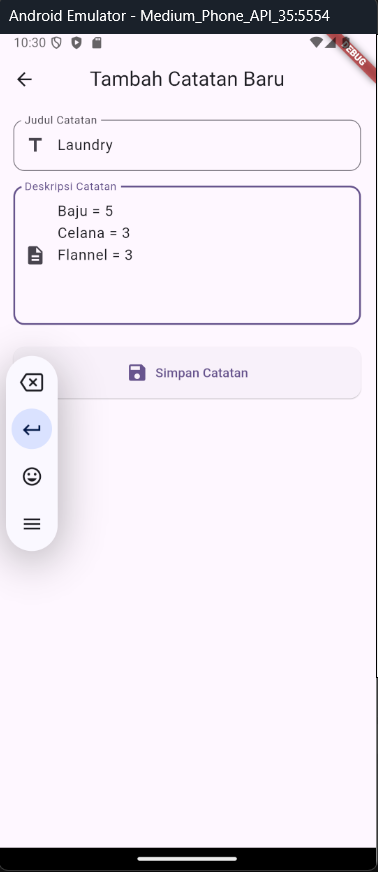 Android Emulator - Medium_Phone_API_35:5554
10:30
DEBUG
Tambah Catatan Baru
Judul Catatan
Laundry
Deskripsi Catatan
Baju = 5
Celana = 3
Flannel = 3
Simpan Catatan